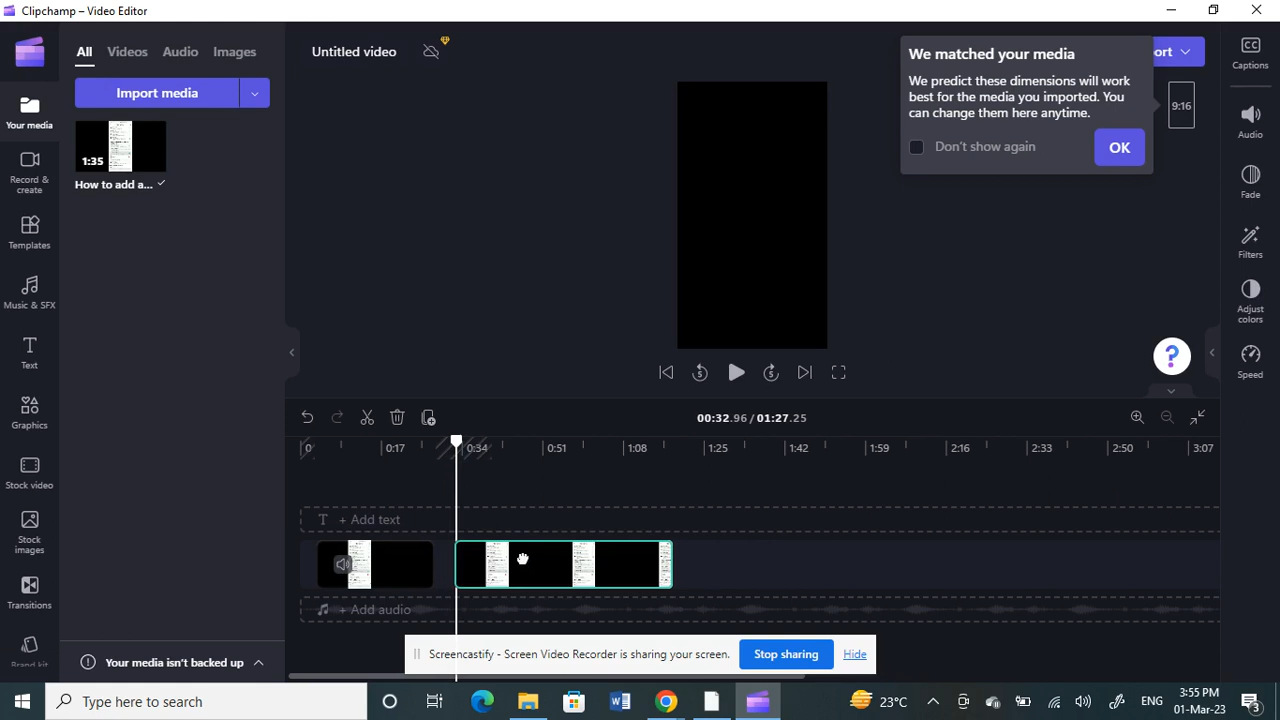 Clipchamp – Video Editor
All Videos Audio Images
Import media
1:35
How to add a...
Your media
Record & create
Templates
Music & SFX
Text
Graphics
Stock video
Stock images
Transitions
Brand kit
Your media isn't backed up
Untitled video
We matched your media
We predict these dimensions will work
best for the media you imported. You
can change them here anytime.
Don't show again
OK
ort
9:16
Captions
Audio
Fade
Filters
Adjust colors
Speed
?
5 5
00:32.96 / 01:27.25
0 0:17 0:34 0:51 1:08 1:25 1:42 1:59 2:16 2:33 2:50 3:07
T + Add text
+ Add audio
Screencastify - Screen Video Recorder is sharing your screen.
Stop sharing
Hide
Type here to search
23°C
ENG
3:55 PM
01-Mar-23
3